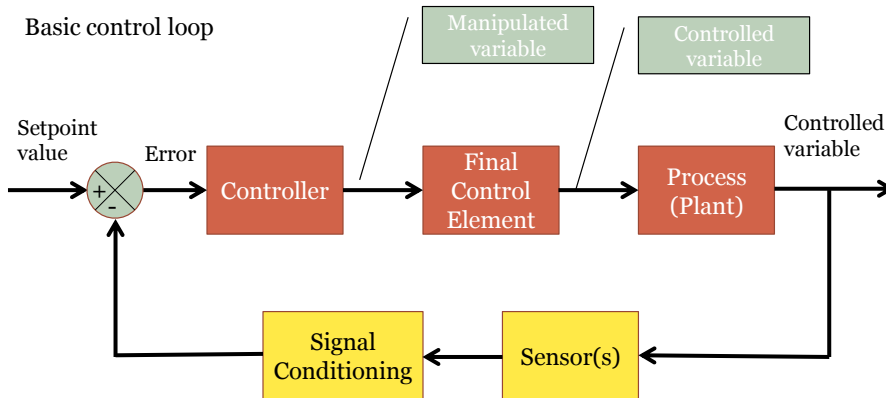 Basic control loop
Manipulated
variable
Controlled
variable
Setpoint
value
Error
Controller
Final
Control
Element
Process
(Plant)
Controlled
variable
+
-
Signal
Conditioning
Sensor(s)